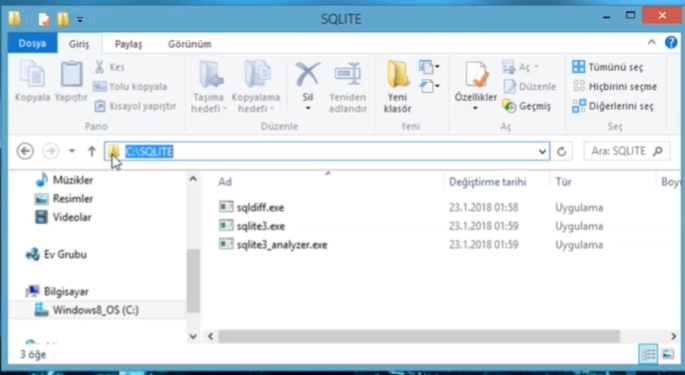 SQLITE
Dosya Giriş Paylaş Görünüm
Kopyala Yapıştır
Kes
Yolu kopyala
Kısayol yapıştır
Pano
Taşıma hedefi
Kopyalama hedefi
Sil
Yeniden adlandır
Düzenle
Yeni klasör
Yeni
Özellikler
Aç
Düzenle
Geçmiş
Aç
Tümünü seç
Hiçbirini seçme
Diğerlerini seç
Seç
C:\SQLITE
Ara: SQLITE
Müzikler
Resimler
Videolar
Ev Grubu
Bilgisayar
Windows8_OS (C:)
Ad Değiştirme tarihi Tür Boyu
sqldiff.exe 23.1.2018 01:58 Uygulama
sqlite3.exe 23.1.2018 01:59 Uygulama
sqlite3_analyzer.exe 23.1.2018 01:59 Uygulama
3 öğe